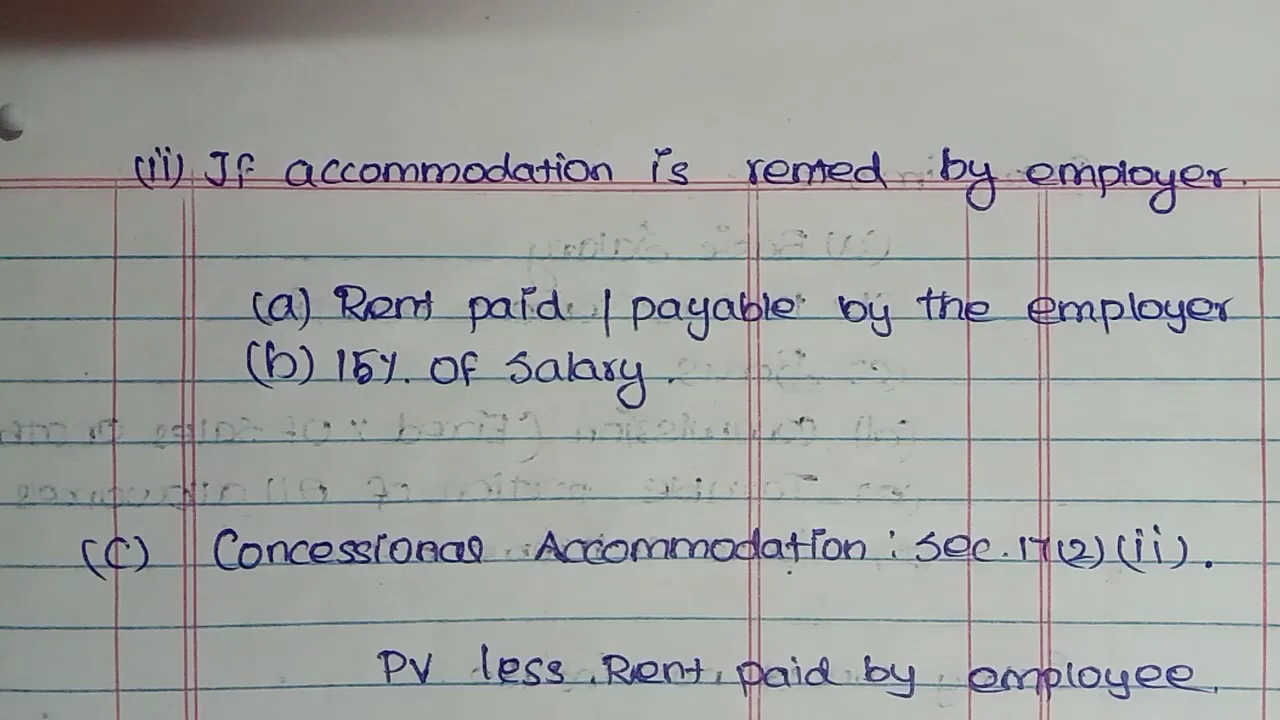 (ii) If accommodation is rented by employer.
(a) Rent paid / payable by the employer
(b) 15% of salary.
(C) Concessional Accommodation : Sec. 17(2)(ii).
PV less Rent paid by employee.